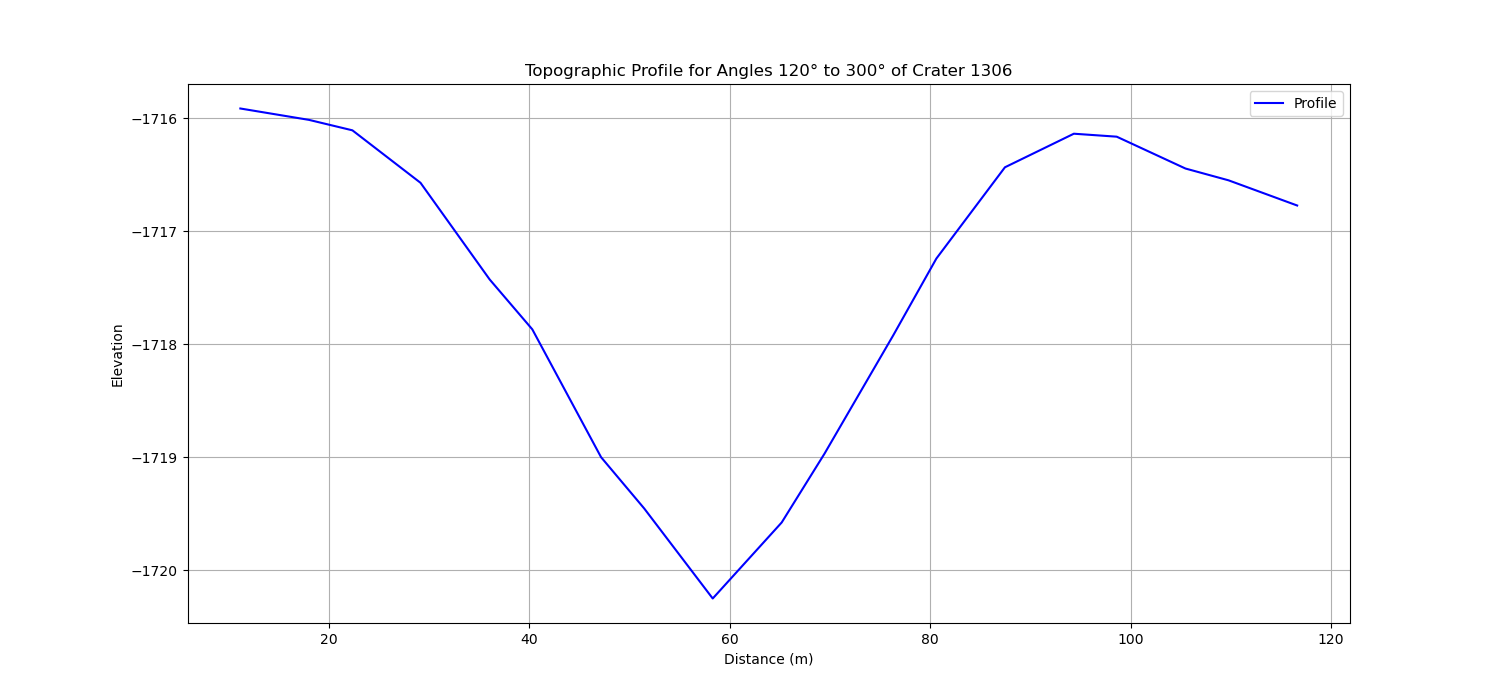 Topographic Profile for Angles 120° to 300° of Crater 1306
Profile
−1716
−1717
−1718
−1719
−1720
Elevation
20 40 60 80 100 120
Distance (m)